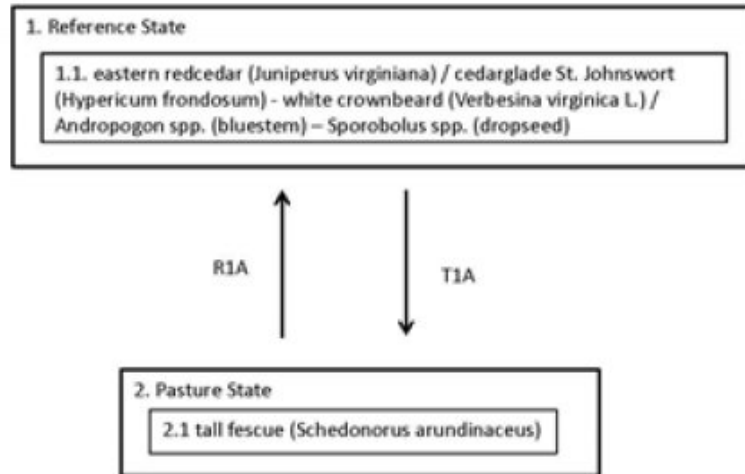 1. Reference State
1.1. eastern redcedar (Juniperus virginiana) / cedarglade St. Johnswort
(Hypericum frondosum) - white crownbeard (Verbesina virginica L.) /
Andropogon spp. (bluestem) – Sporobolus spp. (dropseed)
R1A
T1A
2. Pasture State
2.1 tall fescue (Schedonorus arundinaceus)